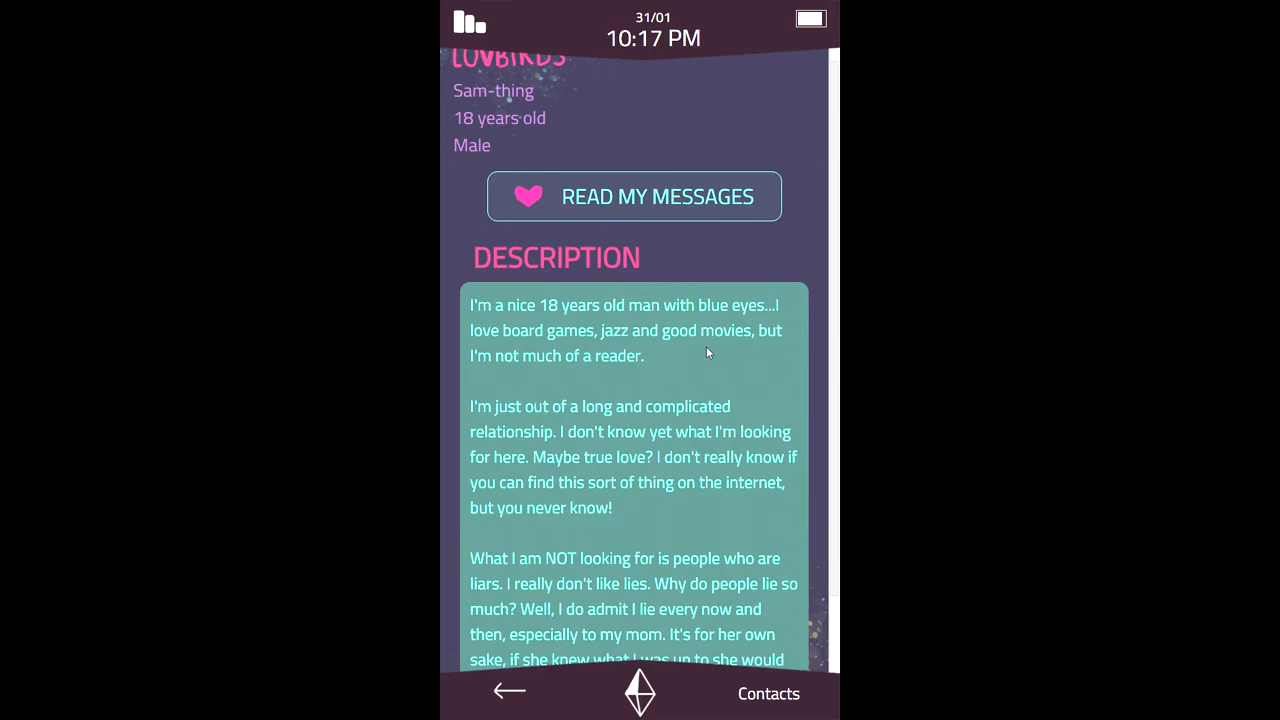 31/01
10:17 PM
LOVBIRDS
Sam-thing
18 years old
Male
READ MY MESSAGES
DESCRIPTION
I'm a nice 18 years old man with blue eyes...I
love board games, jazz and good movies, but
I'm not much of a reader.
I'm just out of a long and complicated
relationship. I don't know yet what I'm looking
for here. Maybe true love? I don't really know if
you can find this sort of thing on the internet,
but you never know!
What I am NOT looking for is people who are
liars. I really don't like lies. Why do people lie so
much? Well, I do admit I lie every now and
then, especially to my mom. It's for her own
sake, if she knew what I was up to she would
Contacts